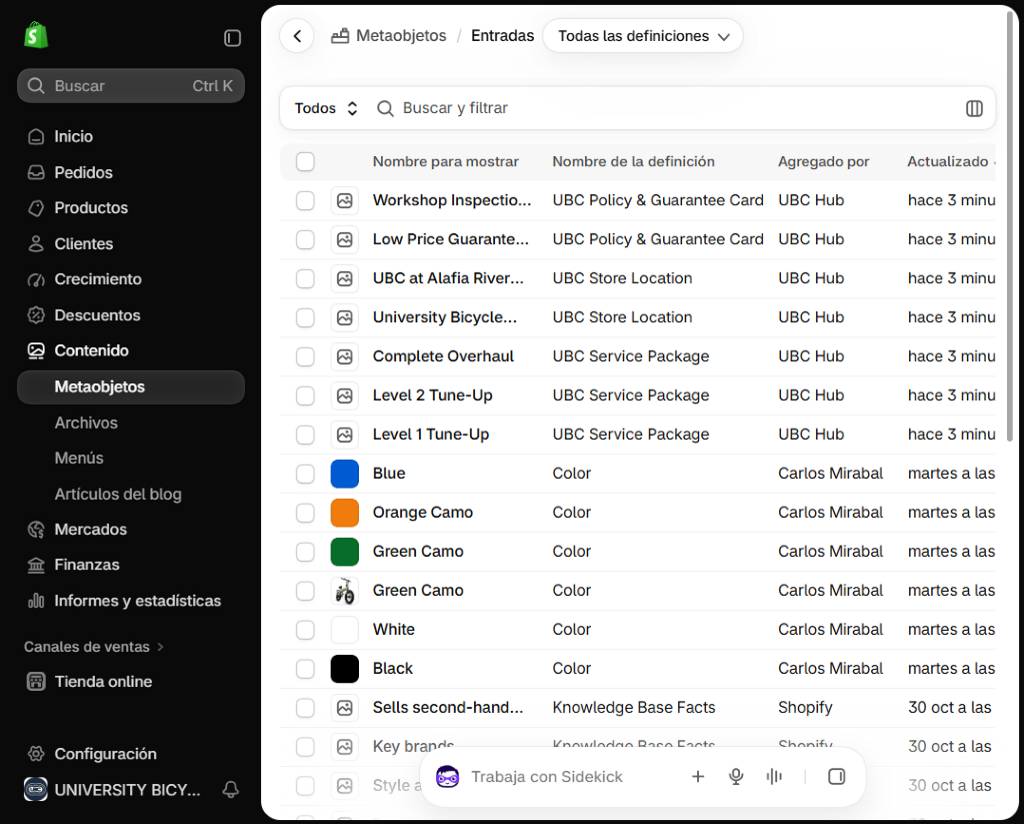 Metaobjetos / Entradas Todas las definiciones
Buscar Ctrl K
Inicio
Pedidos
Productos
Clientes
Crecimiento
Descuentos
Contenido
Metaobjetos
Archivos
Menús
Artículos del blog
Mercados
Finanzas
Informes y estadísticas
Canales de ventas
Tienda online
Configuración
UNIVERSITY BICY...
Todos Buscar y filtrar
Nombre para mostrar Nombre de la definición Agregado por Actualizado
Workshop Inspectio... UBC Policy & Guarantee Card UBC Hub hace 3 minu
Low Price Guarante... UBC Policy & Guarantee Card UBC Hub hace 3 minu
UBC at Alafia River... UBC Store Location UBC Hub hace 3 minu
University Bicycle... UBC Store Location UBC Hub hace 3 minu
Complete Overhaul UBC Service Package UBC Hub hace 3 minu
Level 2 Tune-Up UBC Service Package UBC Hub hace 3 minu
Level 1 Tune-Up UBC Service Package UBC Hub hace 3 minu
Blue Color Carlos Mirabal martes a las
Orange Camo Color Carlos Mirabal martes a las
Green Camo Color Carlos Mirabal martes a las
Green Camo Color Carlos Mirabal martes a las
White Color Carlos Mirabal martes a las
Black Color Carlos Mirabal martes a las
Sells second-hand... Knowledge Base Facts Shopify 30 oct a las
Key brands Knowledge Base Facts Shopify 30 oct a las
Style a 30 oct a las
Trabaja con Sidekick